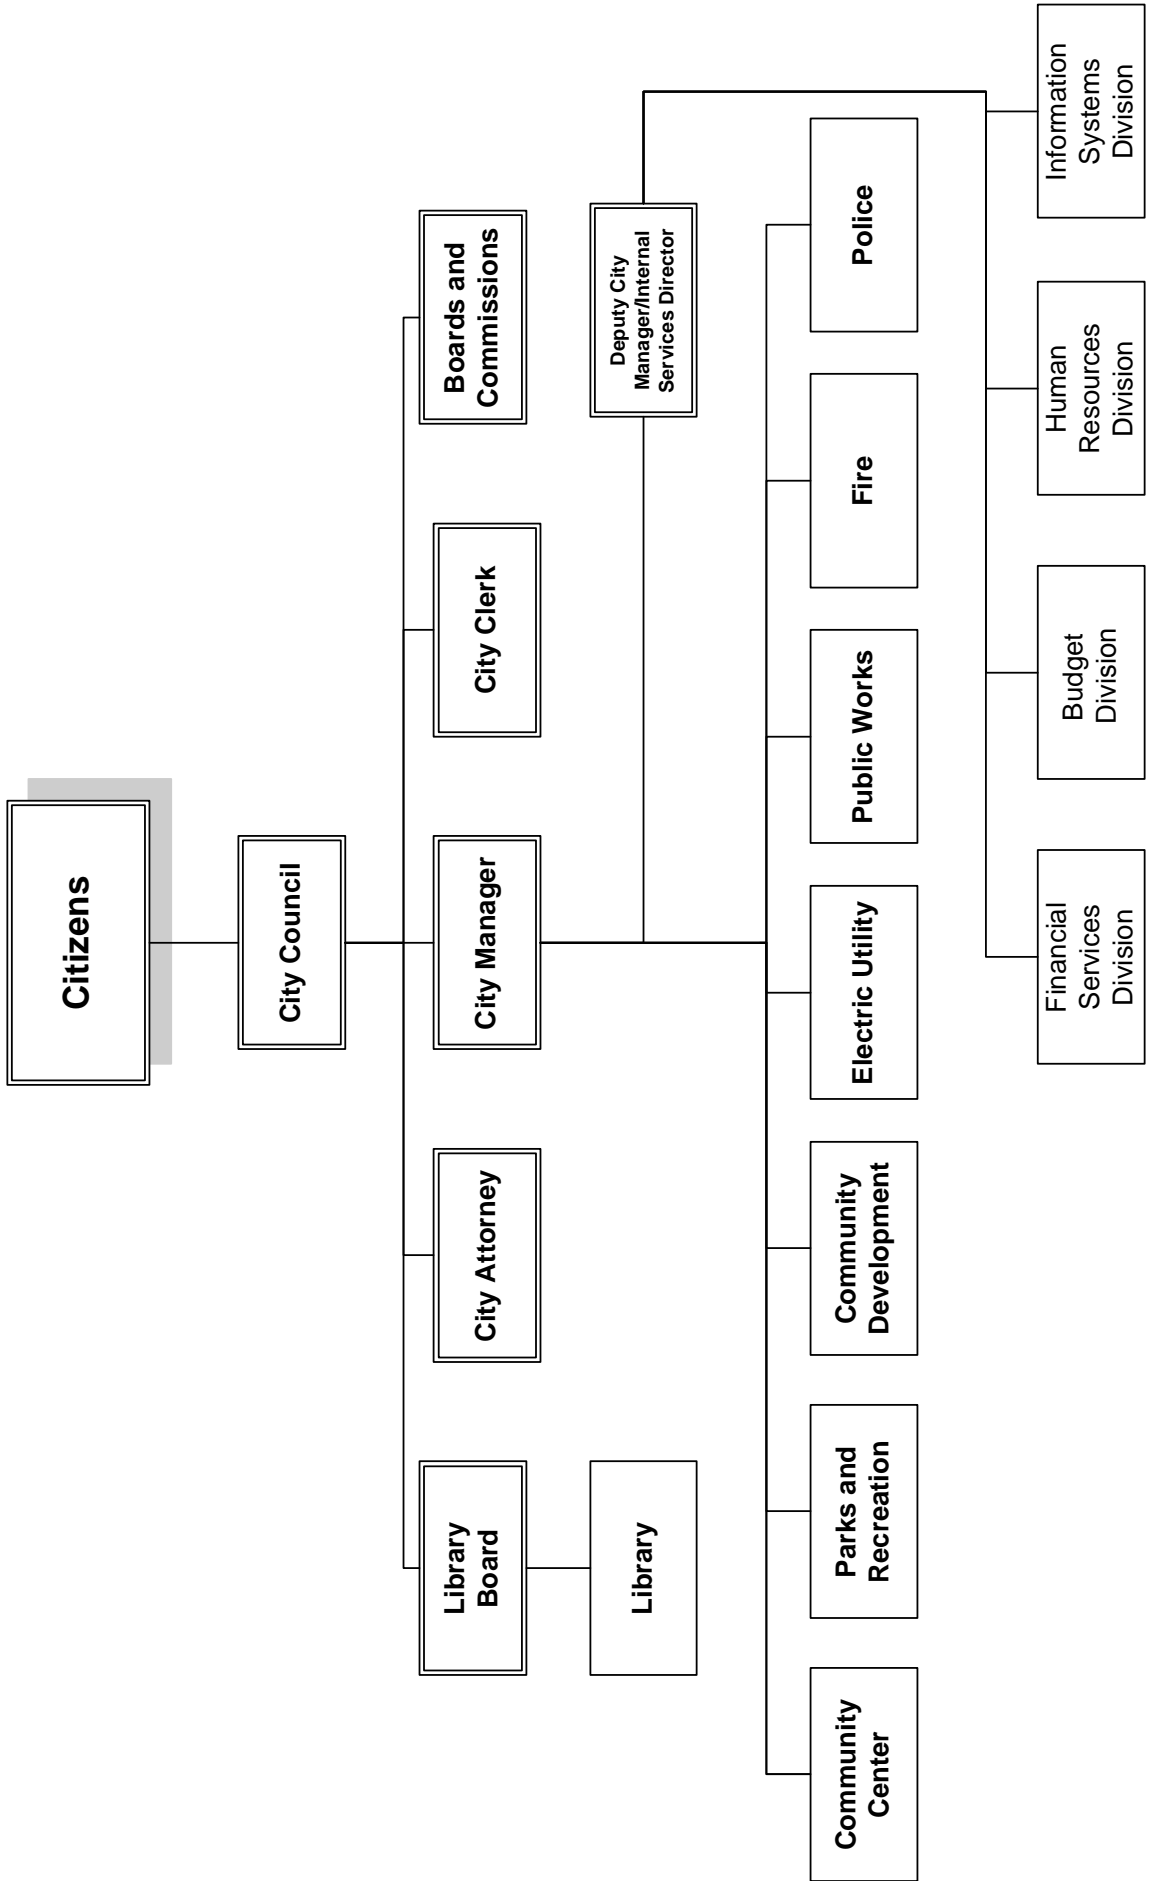 Citizens
City Council
Library
Board
City Attorney
City Manager
City Clerk
Boards and
Commissions
Library
Deputy City
Manager/Internal
Services Director
Community
Center
Parks and
Recreation
Community
Development
Electric Utility
Public Works
Fire
Police
Financial
Services
Division
Budget
Division
Human
Resources
Division
Information
Systems
Division